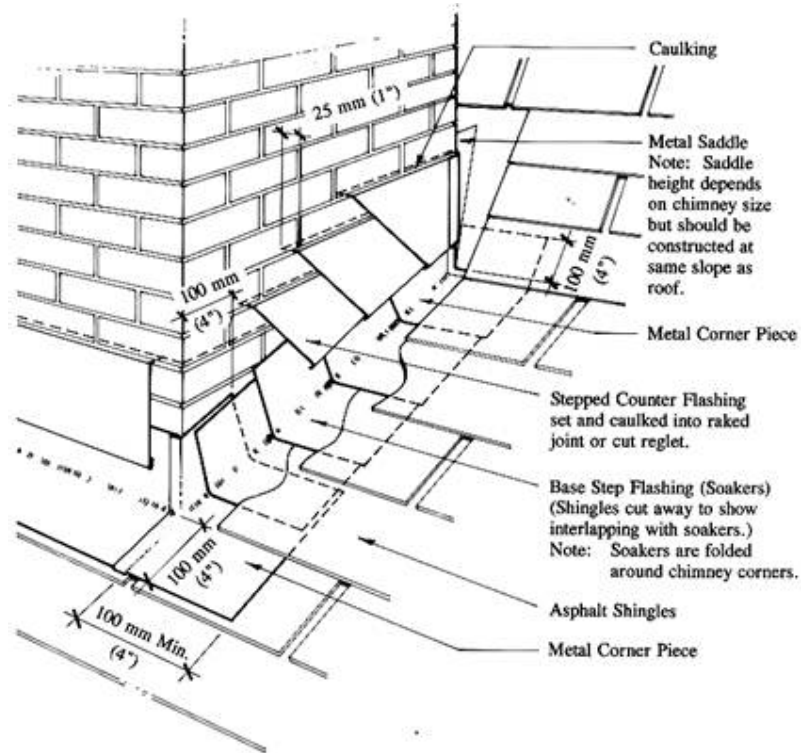 Caulking
25 mm (1")
Metal Saddle
Note: Saddle
height depends
on chimney size
but should be
constructed at
same slope as
roof.
100 mm
(4")
100 mm
(4")
Metal Corner Piece
Stepped Counter Flashing
set and caulked into raked
joint or cut reglet.
Base Step Flashing (Soakers)
(Shingles cut away to show
interlapping with soakers.)
Note: Soakers are folded
around chimney corners.
100 mm
(4")
Asphalt Shingles
100 mm Min.
(4")
Metal Corner Piece